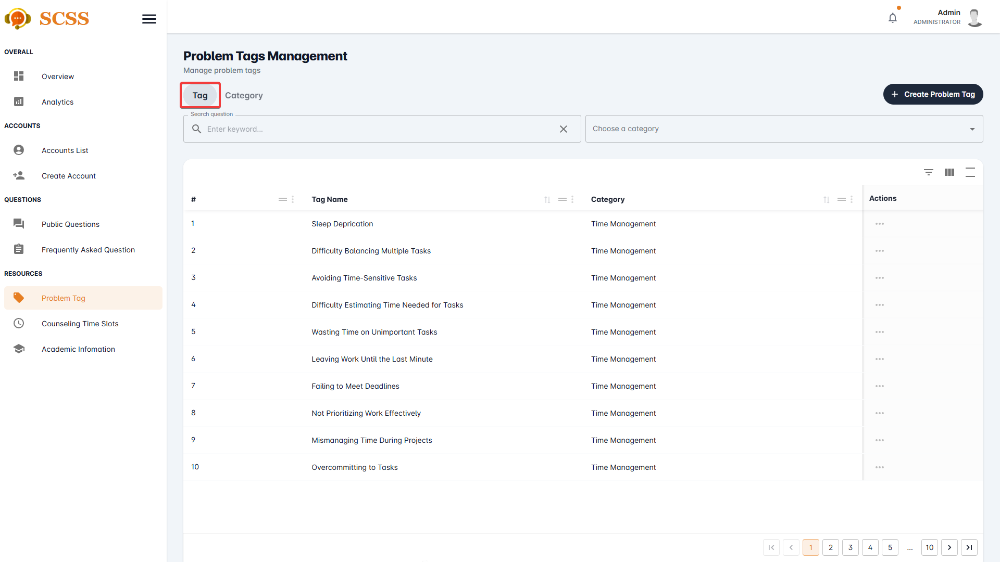 SCSS
Admin
ADMINISTRATOR
OVERALL
Overview
Analytics
ACCOUNTS
Accounts List
Create Account
QUESTIONS
Public Questions
Frequently Asked Question
RESOURCES
Problem Tag
Counseling Time Slots
Academic Infomation
Problem Tags Management
Manage problem tags
Tag Category
+ Create Problem Tag
Search question
Enter keyword...
Choose a category
# Tag Name Category Actions
1 Sleep Deprication Time Management
2 Difficulty Balancing Multiple Tasks Time Management
3 Avoiding Time-Sensitive Tasks Time Management
4 Difficulty Estimating Time Needed for Tasks Time Management
5 Wasting Time on Unimportant Tasks Time Management
6 Leaving Work Until the Last Minute Time Management
7 Failing to Meet Deadlines Time Management
8 Not Prioritizing Work Effectively Time Management
9 Mismanaging Time During Projects Time Management
10 Overcommitting to Tasks Time Management
1 2 3 4 5 ... 10